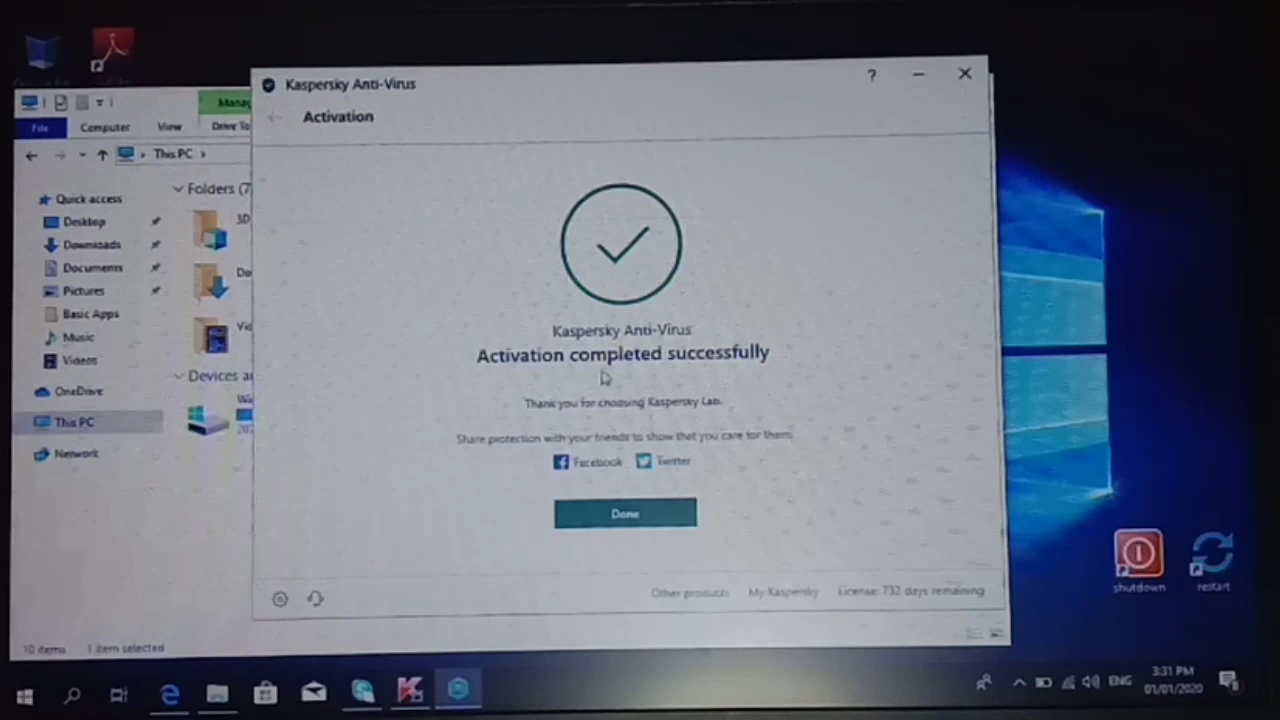 Kaspersky Anti-Virus
?
Activation
File
Computer
View
This PC
Folders (7
Quick access
Desktop
Downloads
Documents
Pictures
Basic Apps
Music
Videos
OneDrive
This PC
Network
3D
Do
Kaspersky Anti-Virus
Activation completed successfully
Thank you for choosing Kaspersky Lab.
Share protection with your friends to show that you care for them:
Facebook
Twitter
Done
Other products
My Kaspersky
License: 732 days remaining
10 items
1 item selected
shutdown
restart
ENG
3:31 PM
01/01/2020